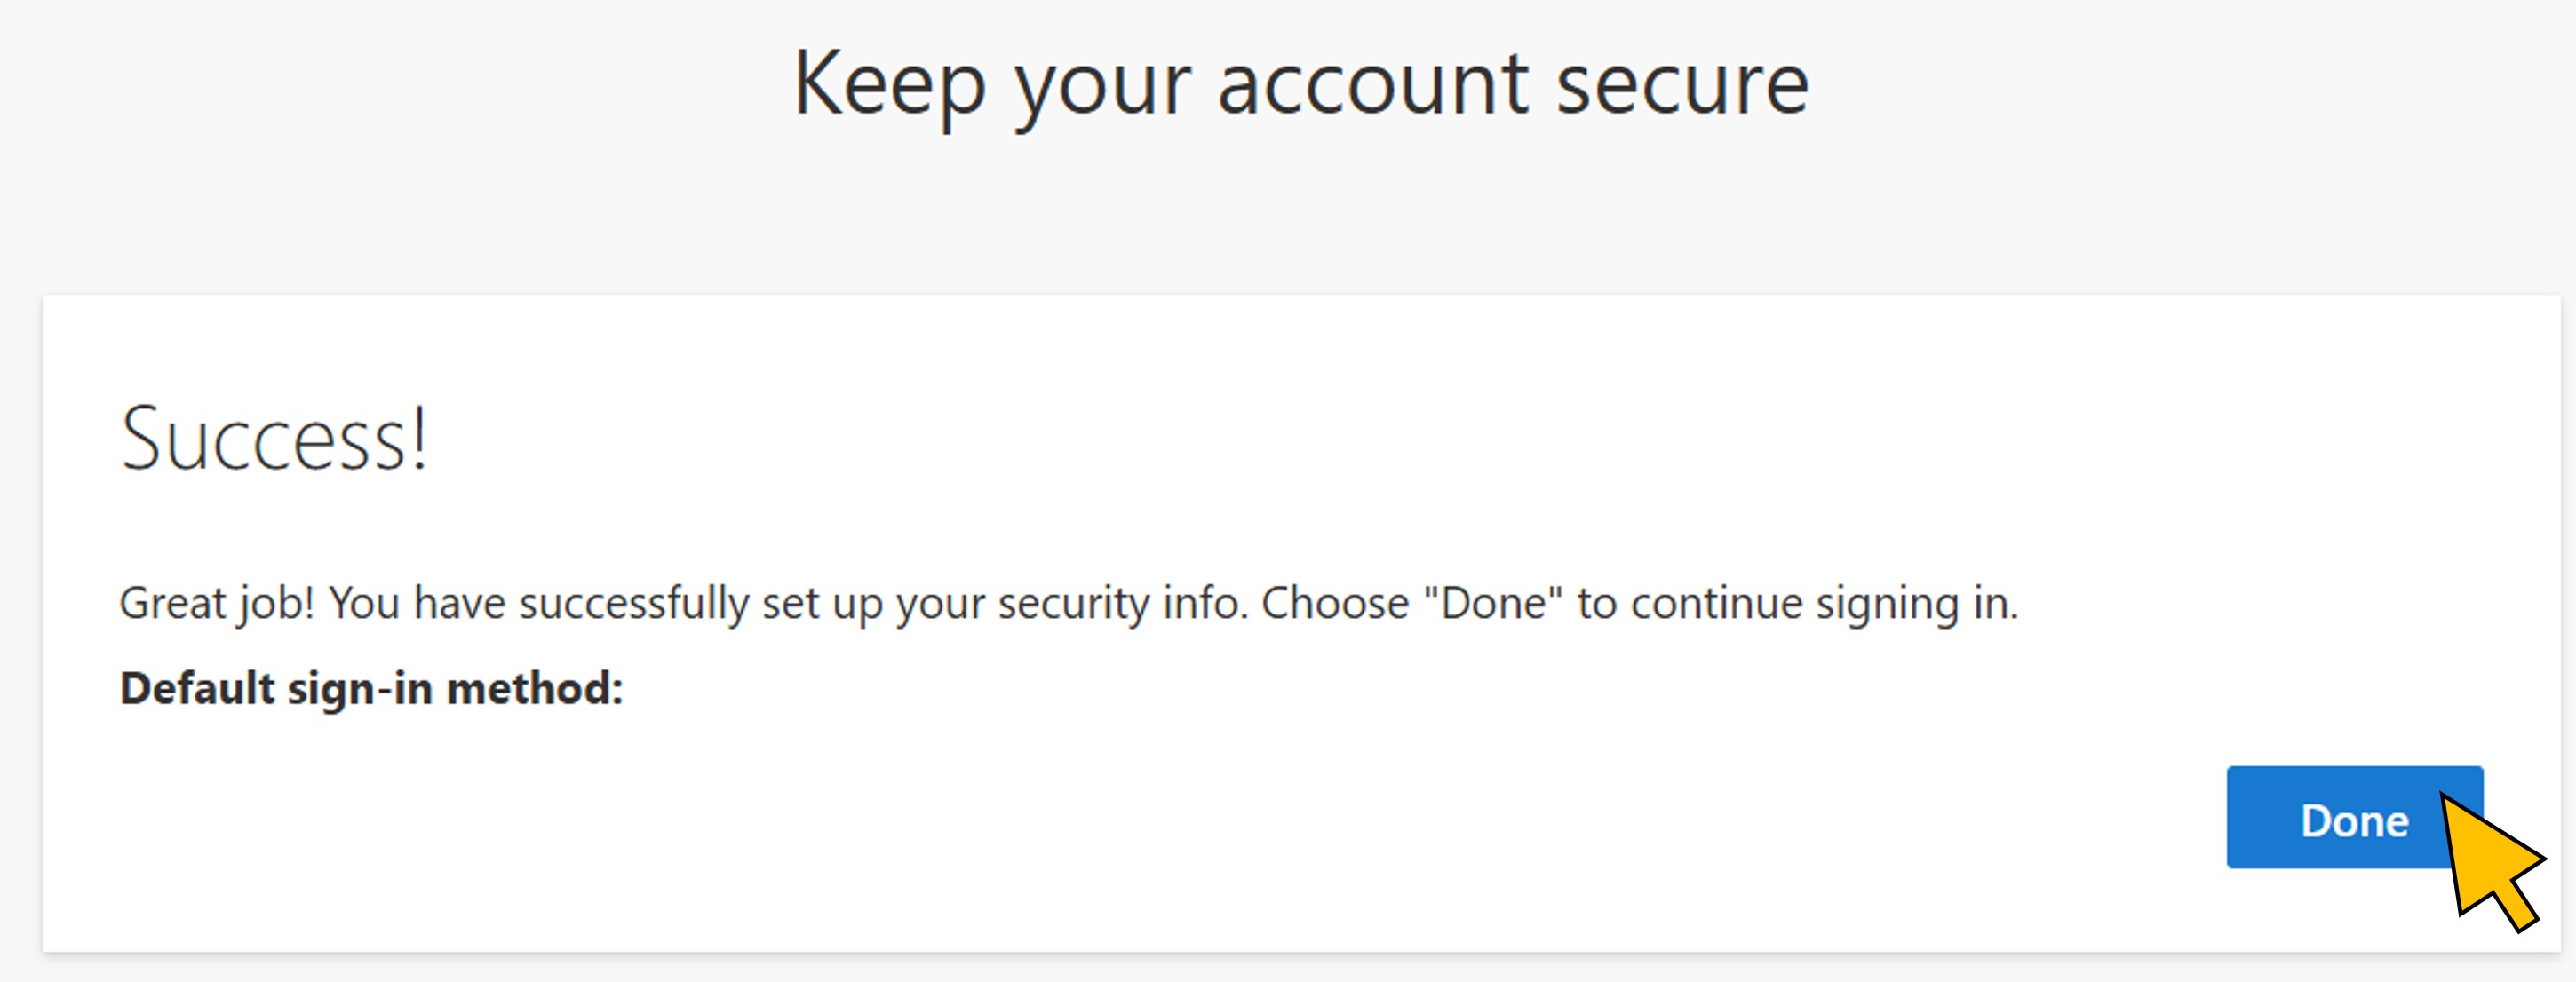 Keep your account secure
Success!
Great job! You have successfully set up your security info. Choose "Done" to continue signing in.
Default sign-in method:
Done